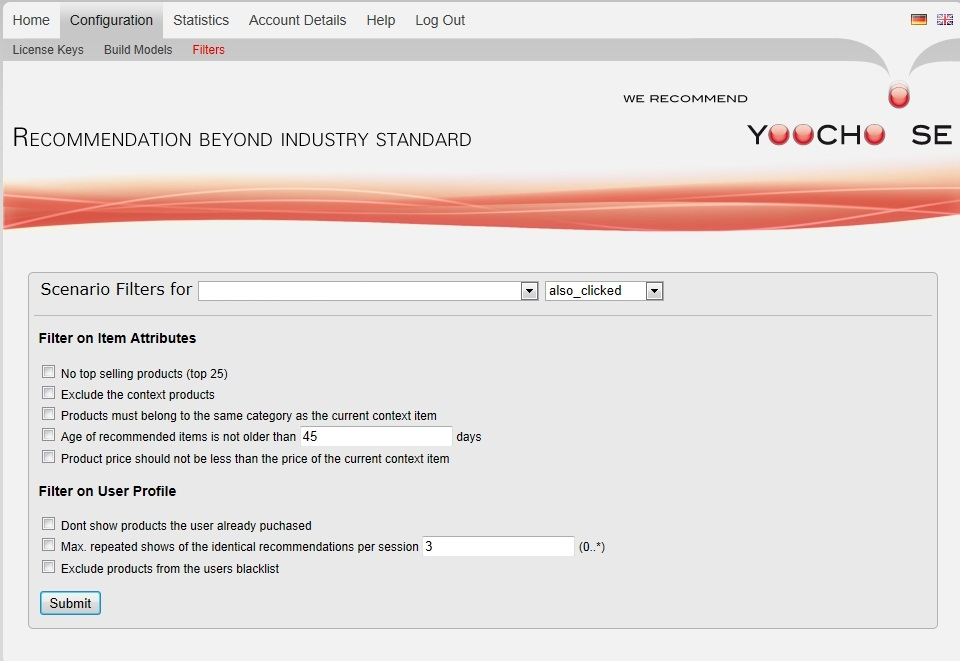 Home Configuration Statistics Account Details Help Log Out
License Keys Build Models Filters
WE RECOMMEND
RECOMMENDATION BEYOND INDUSTRY STANDARD
YOOCHOOSE
Scenario Filters for also_clicked
Filter on Item Attributes
No top selling products (top 25)
Exclude the context products
Products must belong to the same category as the current context item
Age of recommended items is not older than 45 days
Product price should not be less than the price of the current context item
Filter on User Profile
Dont show products the user already puchased
Max. repeated shows of the identical recommendations per session 3 (0..*)
Exclude products from the users blacklist
Submit